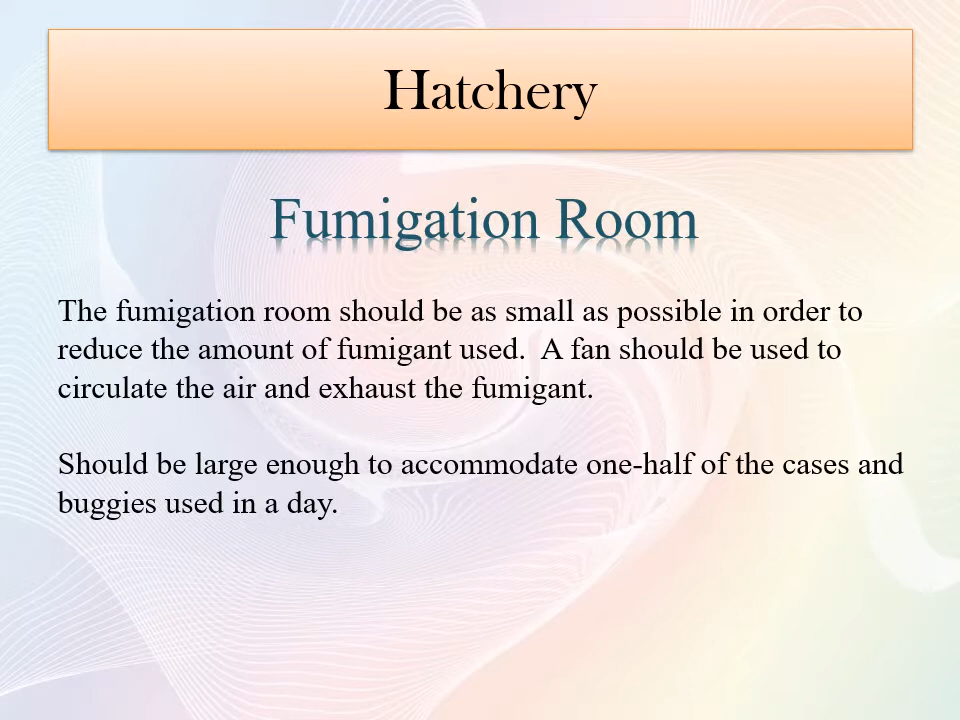 Hatchery
Fumigation Room
The fumigation room should be as small as possible in order to
reduce the amount of fumigant used.  A fan should be used to
circulate the air and exhaust the fumigant.
Should be large enough to accommodate one-half of the cases and
buggies used in a day.